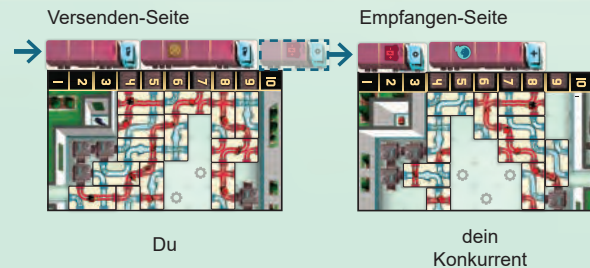 Versenden-Seite
Empfangen-Seite
1 2 3 4 5 6 7 8 9 10
1 2 3 4 5 6 7 8 9 10
Du
dein
Konkurrent